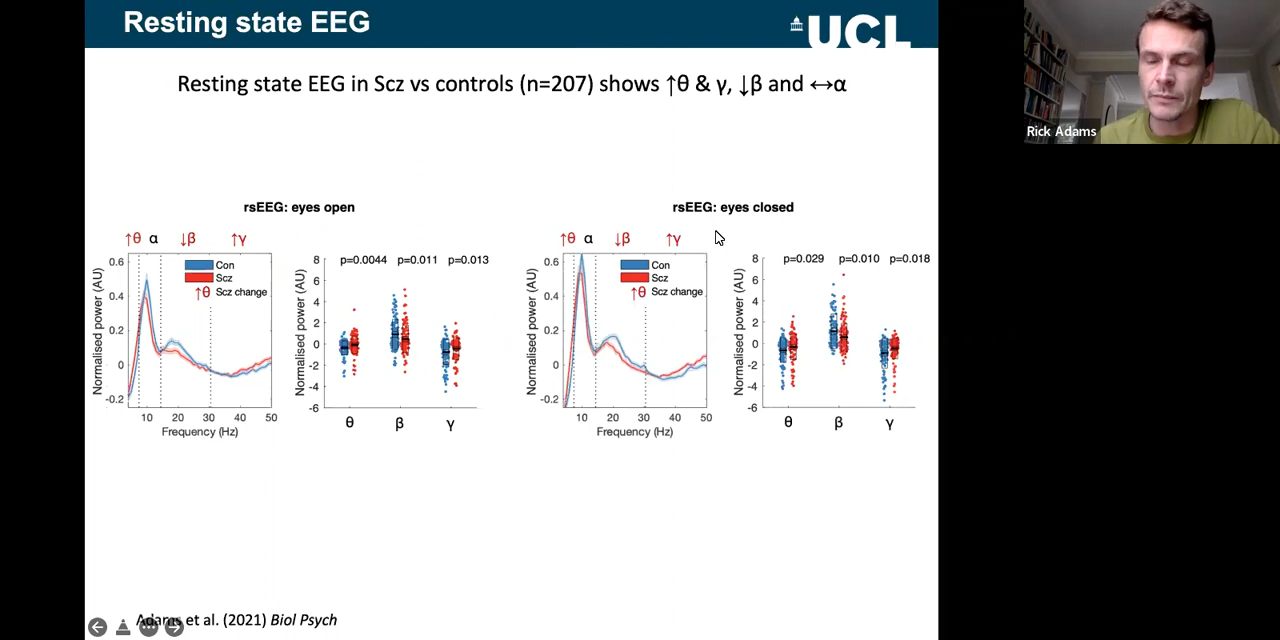 Resting state EEG
UCL
Rick Adams
Resting state EEG in Scz vs controls (n=207) shows ↑θ & γ, ↓β and ↔α
rsEEG: eyes open
↑θ α ↓β ↑γ
Normalised power (AU)
0.6
0.4
0.2
0
-0.2
Con
Scz
↑θ Scz change
10 20 30 40 50
Frequency (Hz)
Normalised power (AU)
8
6
4
2
0
-2
-4
-6
p=0.0044 p=0.011 p=0.013
θ β γ
rsEEG: eyes closed
↑θ α ↓β ↑γ
Normalised power (AU)
0.6
0.4
0.2
0
-0.2
Con
Scz
↑θ Scz change
10 20 30 40 50
Frequency (Hz)
Normalised power (AU)
8
6
4
2
0
-2
-4
-6
p=0.029 p=0.010 p=0.018
θ β γ
Adams et al. (2021) Biol Psych